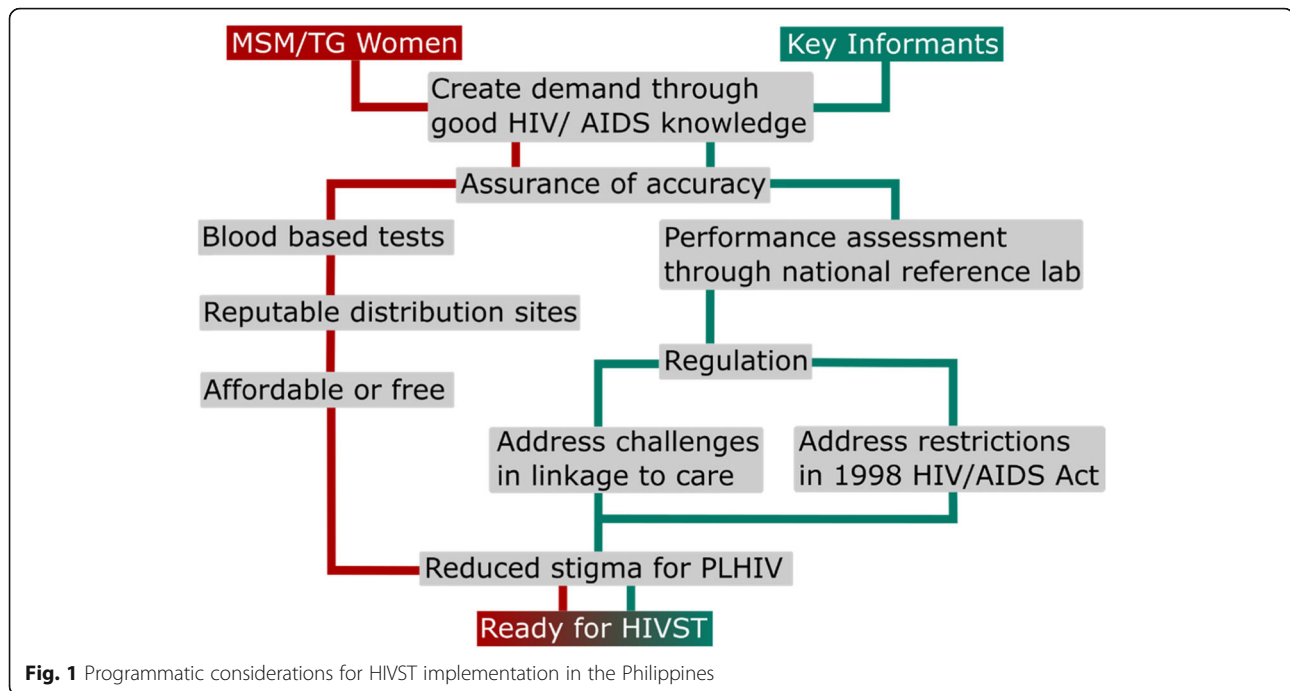 MSM/TG Women
Key Informants
Create demand through
good HIV/ AIDS knowledge
Assurance of accuracy
Blood based tests
Performance assessment
through national reference lab
Reputable distribution sites
Regulation
Affordable or free
Address challenges
in linkage to care
Address restrictions
in 1998 HIV/AIDS Act
Reduced stigma for PLHIV
Ready for HIVST
Fig. 1 Programmatic considerations for HIVST implementation in the Philippines